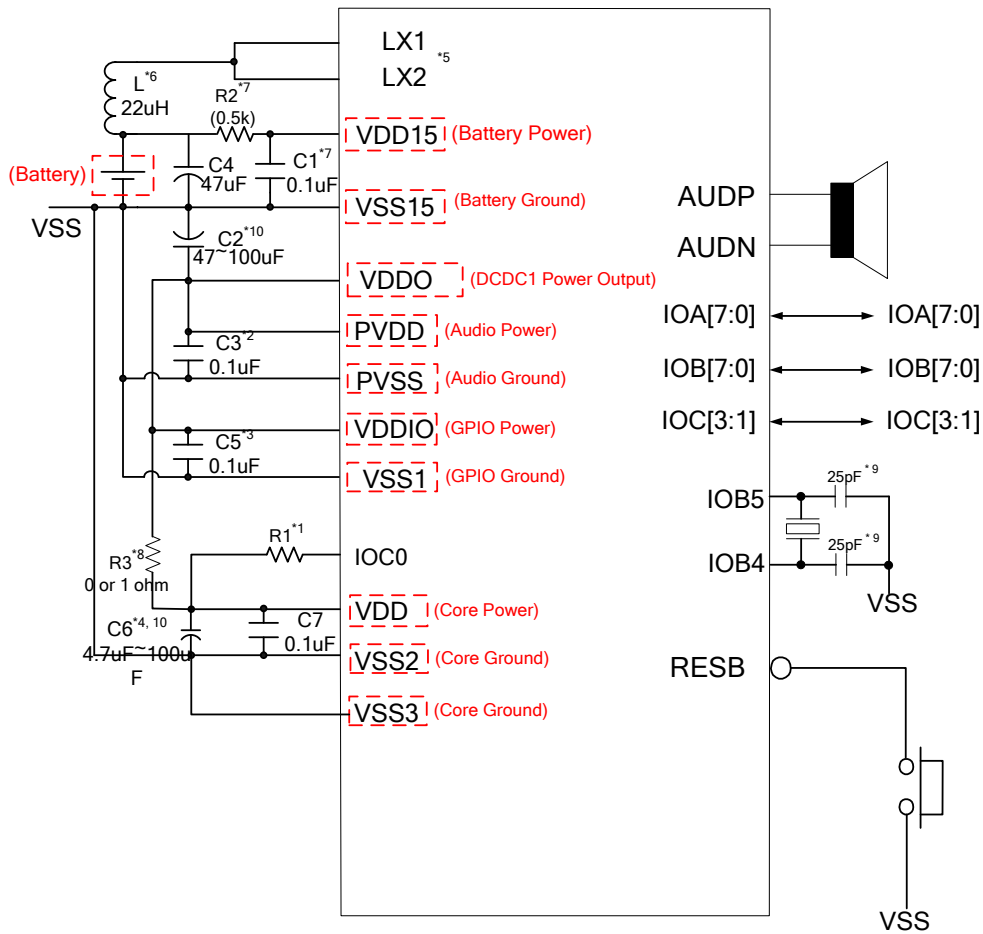 LX1
LX2 *5
L*6
22uH
R2*7
(0.5k)
VDD15 (Battery Power)
(Battery)
C4
47uF
C1*7
0.1uF
VSS15 (Battery Ground)
VSS
C2*10
47~100uF
VDDO (DCDC1 Power Output)
PVDD (Audio Power)
C3*2
0.1uF
PVSS (Audio Ground)
VDDIO (GPIO Power)
C5*3
0.1uF
VSS1 (GPIO Ground)
R1*1
IOC0
R3*8
0 or 1 ohm
VDD (Core Power)
C6*4, 10
4.7uF~100u
F
C7
0.1uF
VSS2 (Core Ground)
VSS3 (Core Ground)
AUDP
AUDN
IOA[7:0] IOA[7:0]
IOB[7:0] IOB[7:0]
IOC[3:1] IOC[3:1]
25pF*9
IOB5
25pF*9
IOB4
VSS
RESB
VSS